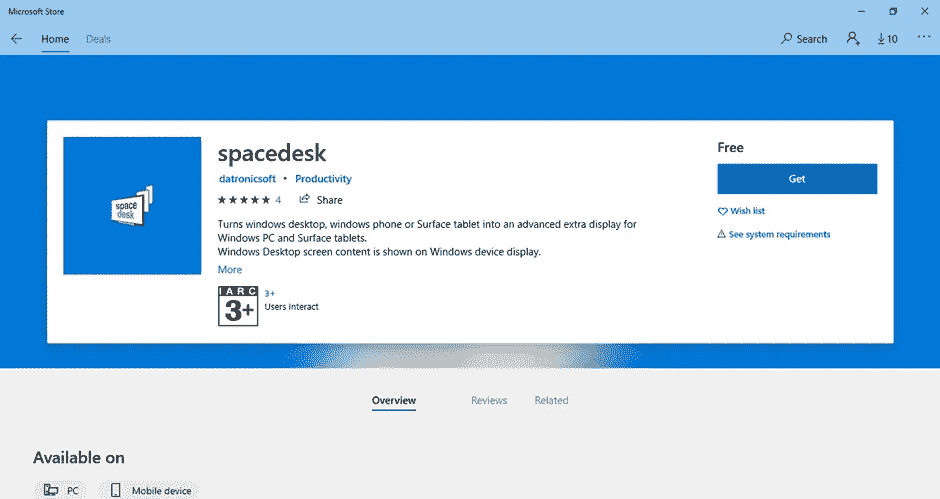 Microsoft Store
Home Deals Search 10
spacedesk
datronicsoft • Productivity
★★★★★ 4 Share
Turns windows desktop, windows phone or Surface tablet into an advanced extra display for
Windows PC and Surface tablets.
Windows Desktop screen content is shown on Windows device display.
More
IARC
3+
3+
Users interact
Free
Get
Wish list
See system requirements
space
desk
Overview Reviews Related
Available on
PC Mobile device